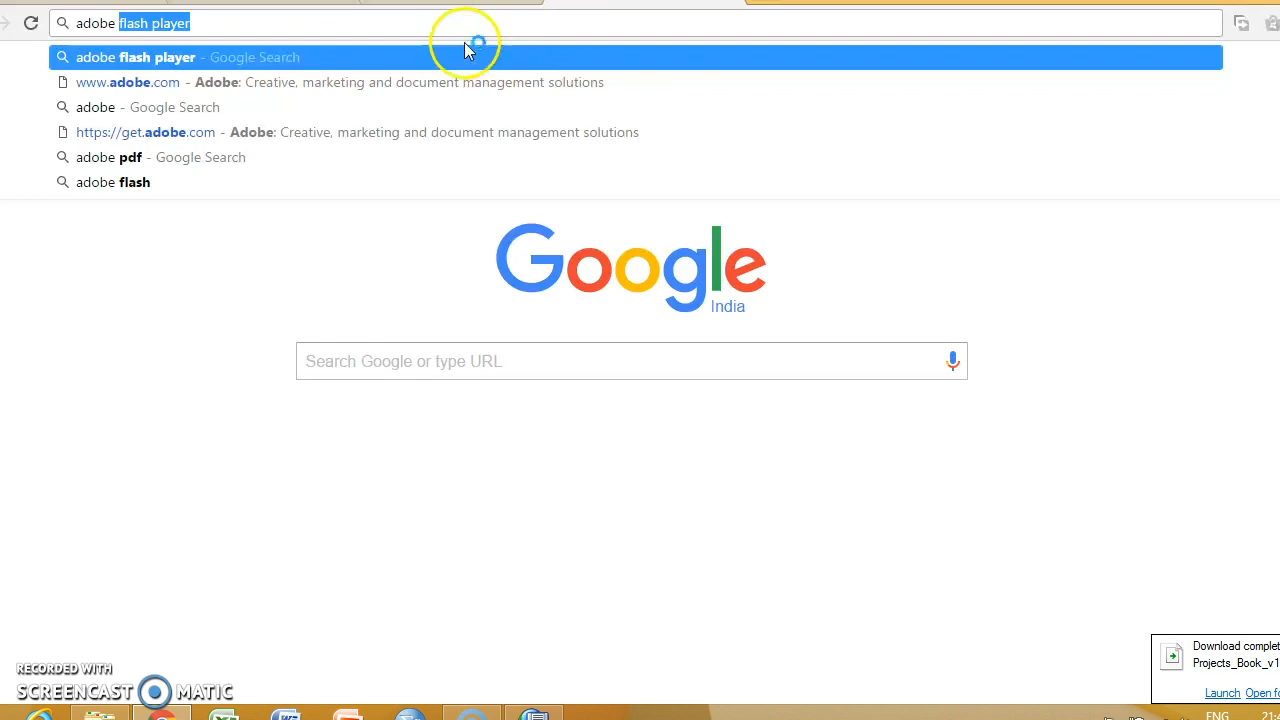 adobe flash player
adobe flash player - Google Search
www.adobe.com - Adobe: Creative, marketing and document management solutions
adobe - Google Search
https://get.adobe.com - Adobe: Creative, marketing and document management solutions
adobe pdf - Google Search
adobe flash
Google
India
Search Google or type URL
Download complet
Projects_Book_v1
Launch Open fo
RECORDED WITH
SCREENCAST MATIC
ENG